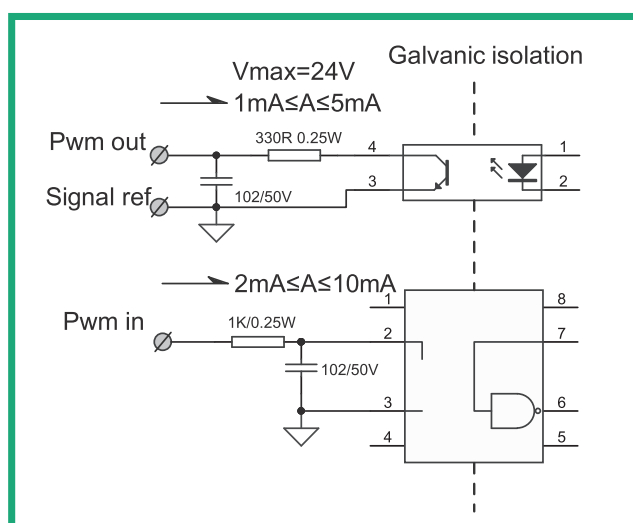 Galvanic isolation
Vmax=24V
1mA≤A≤5mA
Pwm out
330R 0.25W
4
1
Signal ref
3
2
102/50V
2mA≤A≤10mA
1
8
Pwm in
1K/0.25W
2
7
102/50V
3
6
4
5